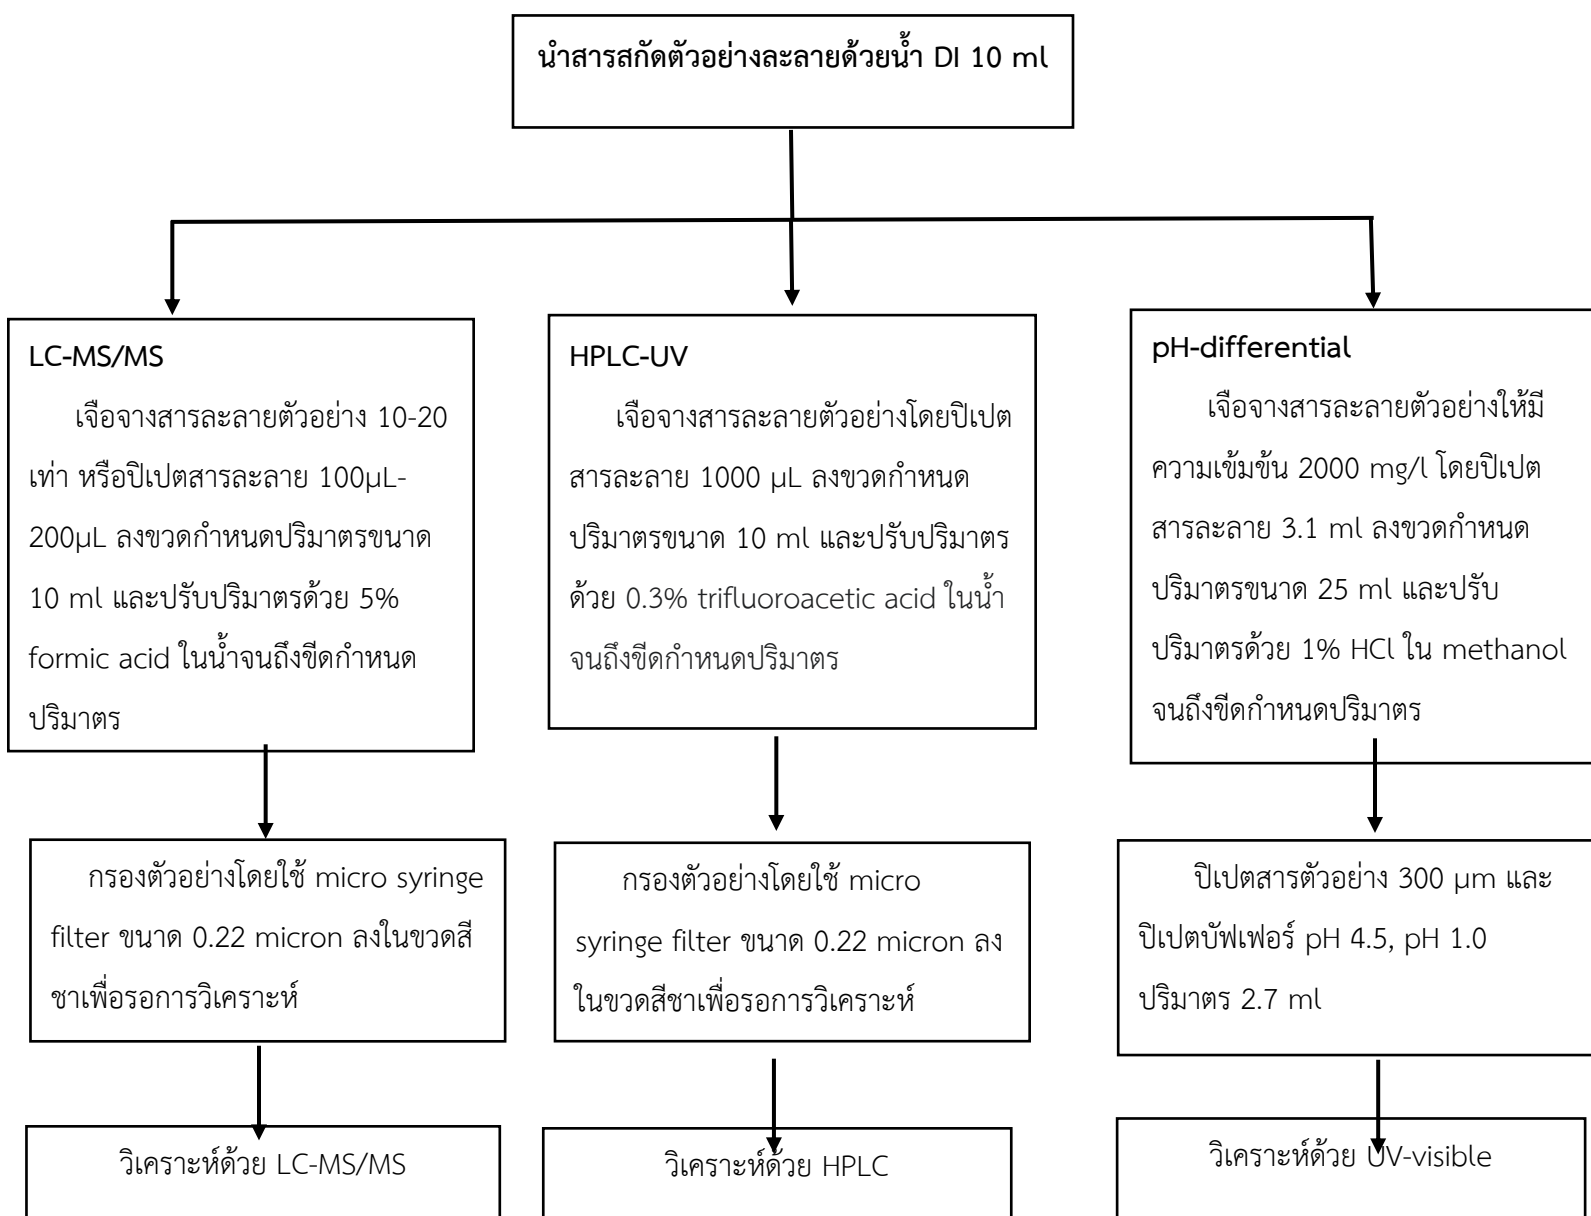 นำสารสกัดตัวอย่างละลายด้วยน้ำ DI 10 ml
LC-MS/MS
เจือจางสารละลายตัวอย่าง 10-20
เท่า หรือปิเปตสารละลาย 100µL-
200µL ลงขวดกำหนดปริมาตรขนาด
10 ml และปรับปริมาตรด้วย 5%
formic acid ในน้ำจนถึงขีดกำหนด
ปริมาตร
HPLC-UV
เจือจางสารละลายตัวอย่างโดยปิเปต
สารละลาย 1000 µL ลงขวดกำหนด
ปริมาตรขนาด 10 ml และปรับปริมาตร
ด้วย 0.3% trifluoroacetic acid ในน้ำ
จนถึงขีดกำหนดปริมาตร
pH-differential
เจือจางสารละลายตัวอย่างให้มี
ความเข้มข้น 2000 mg/l โดยปิเปต
สารละลาย 3.1 ml ลงขวดกำหนด
ปริมาตรขนาด 25 ml และปรับ
ปริมาตรด้วย 1% HCl ใน methanol
จนถึงขีดกำหนดปริมาตร
กรองตัวอย่างโดยใช้ micro syringe
filter ขนาด 0.22 micron ลงในขวดสี
ชาเพื่อรอการวิเคราะห์
กรองตัวอย่างโดยใช้ micro
syringe filter ขนาด 0.22 micron ลง
ในขวดสีชาเพื่อรอการวิเคราะห์
ปิเปตสารตัวอย่าง 300 µm และ
ปิเปตบัฟเฟอร์ pH 4.5, pH 1.0
ปริมาตร 2.7 ml
วิเคราะห์ด้วย LC-MS/MS
วิเคราะห์ด้วย HPLC
วิเคราะห์ด้วย UV-visible